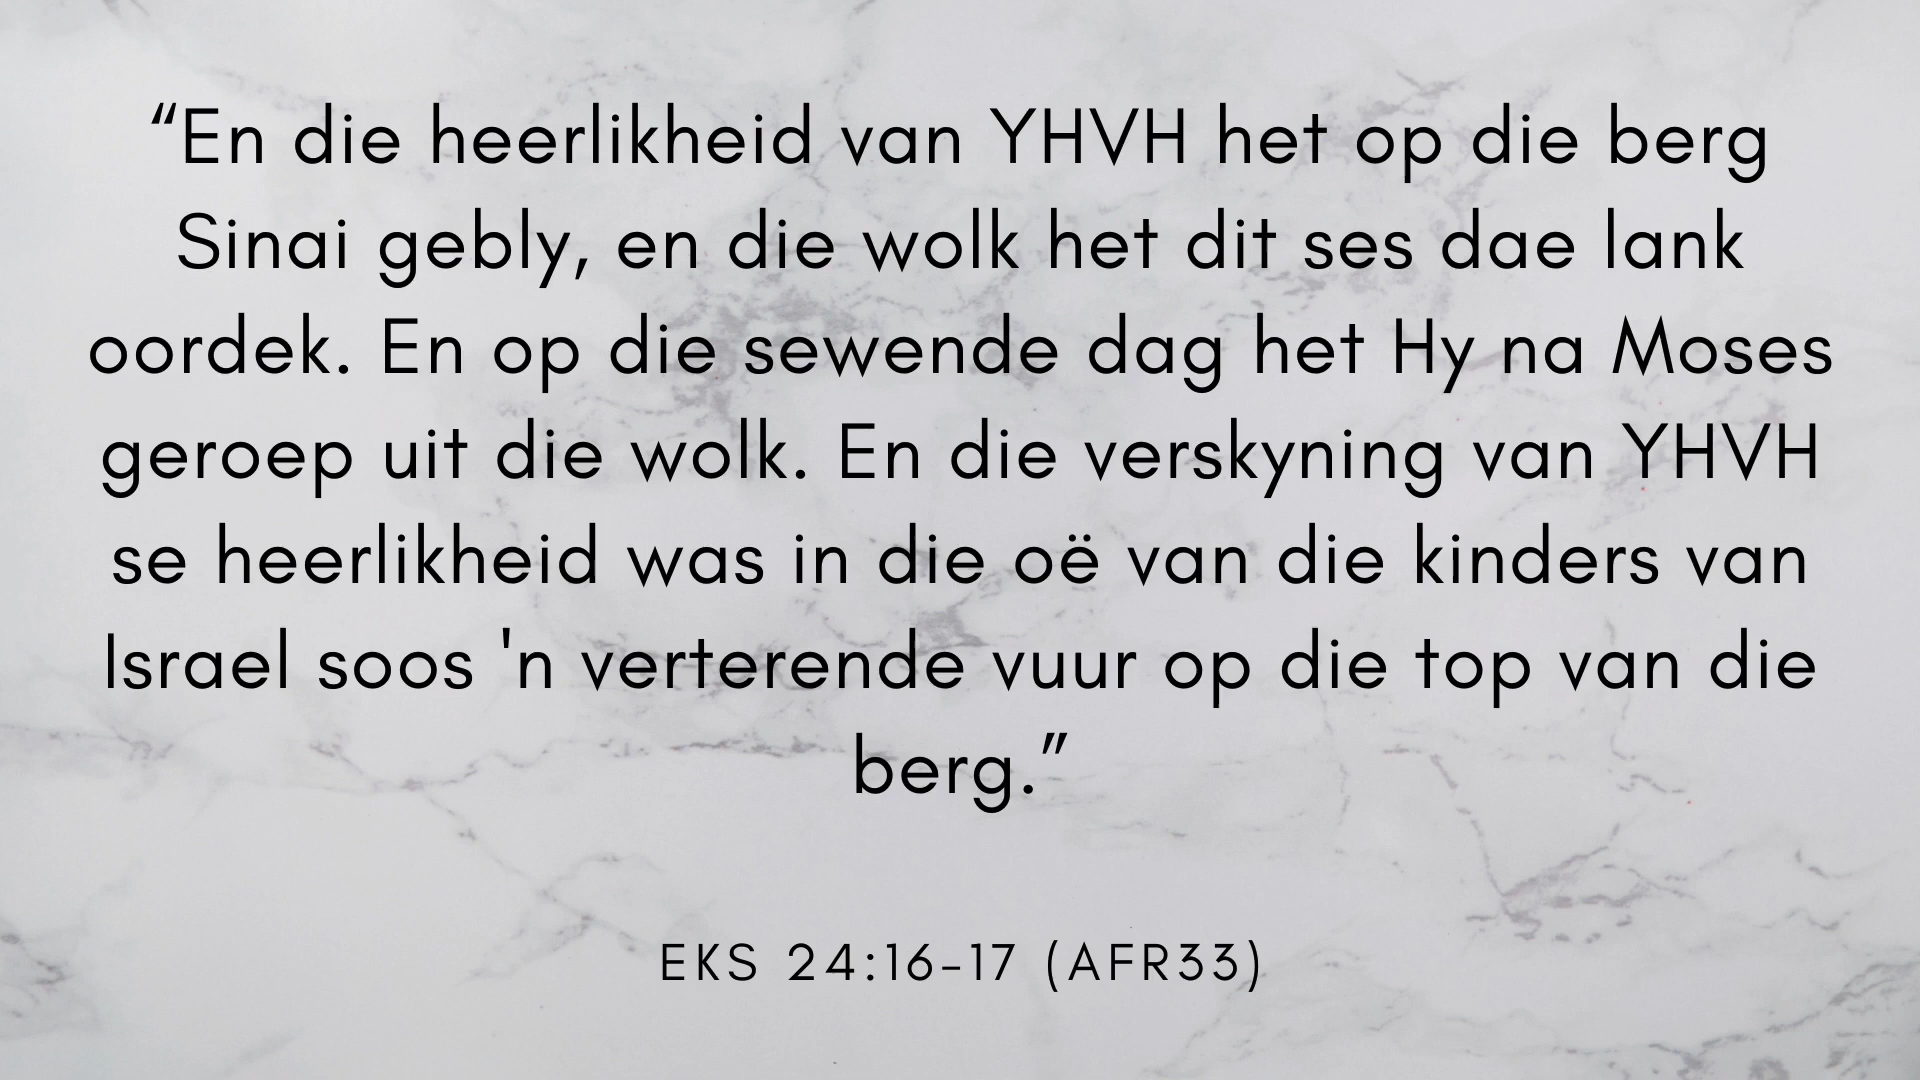 “En die heerlikheid van YHVH het op die berg
Sinai gebly, en die wolk het dit ses dae lank
oordek. En op die sewende dag het Hy na Moses
geroep uit die wolk. En die verskyning van YHVH
se heerlikheid was in die oë van die kinders van
Israel soos 'n verterende vuur op die top van die
berg.”
EKS 24:16-17 (AFR33)